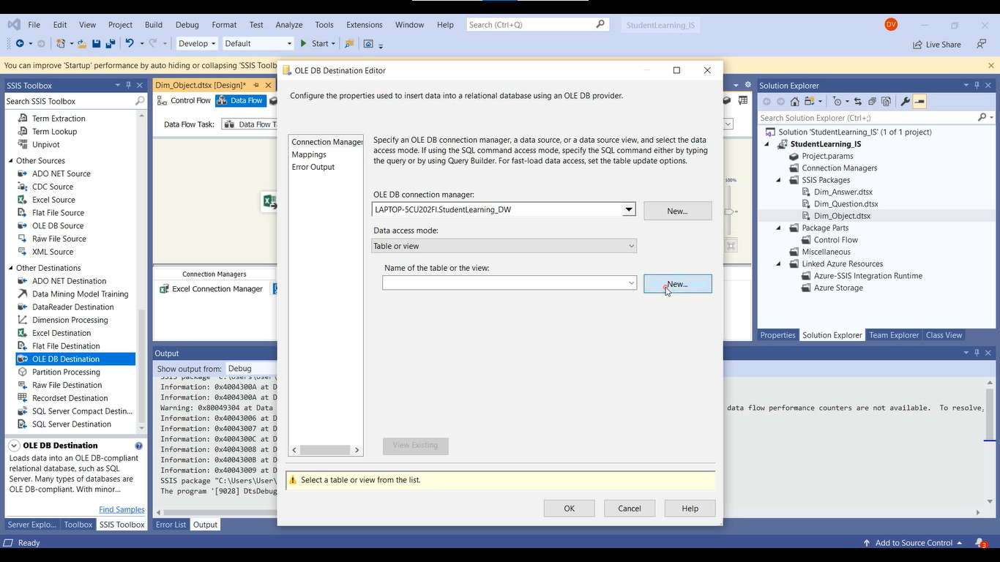 File Edit View Project Build Debug Format Test Analyze Tools Extensions Window Help Search (Ctrl+Q) StudentLearning_IS DV
Develop Default Start Live Share
You can improve 'Startup' performance by auto hiding or collapsing 'SSIS Toolb
SSIS Toolbox
Search SSIS Toolbox
Term Extraction
Term Lookup
Unpivot
Other Sources
ADO NET Source
CDC Source
Excel Source
Flat File Source
OLE DB Source
Raw File Source
XML Source
Other Destinations
ADO NET Destination
Data Mining Model Training
DataReader Destination
Dimension Processing
Excel Destination
Flat File Destination
OLE DB Destination
Partition Processing
Raw File Destination
Recordset Destination
SQL Server Compact Destin...
SQL Server Destination
OLE DB Destination
Loads data into an OLE DB-compliant
relational database, such as SQL
Server. Many types of databases are
OLE DB-compliant. With minor...
Find Samples
Server Explo... Toolbox SSIS Toolbox
Dim_Object.dtsx [Design]*
Control Flow Data Flow
Data Flow Task: Data Flow T
100%
Connection Managers
Excel Connection Manager
Output
Show output from: Debug
SSIS package "C:\Users\User\
Information: 0x4004300A at D
Information: 0x4004300A at D
Warning: 0x80049304 at Data
data flow performance counters are not available. To resolve,
Information: 0x40043006 at D
Information: 0x40043007 at D
Information: 0x4004300C at D
Information: 0x40043008 at D
Information: 0x4004300B at D
Information: 0x40043009 at D
SSIS package "C:\Users\User\
The program '[9028] DtsDebug
Error List Output
OLE DB Destination Editor
Configure the properties used to insert data into a relational database using an OLE DB provider.
Connection Manager
Mappings
Error Output
Specify an OLE DB connection manager, a data source, or a data source view, and select the data
access mode. If using the SQL command access mode, specify the SQL command either by typing
the query or by using Query Builder. For fast-load data access, set the table update options.
OLE DB connection manager:
LAPTOP-5CU202FI.StudentLearning_DW New...
Data access mode:
Table or view
Name of the table or the view:
New...
View Existing
Select a table or view from the list.
OK Cancel Help
Solution Explorer
Search Solution Explorer (Ctrl+;)
Solution 'StudentLearning_IS' (1 of 1 project)
StudentLearning_IS
Project.params
Connection Managers
SSIS Packages
Dim_Answer.dtsx
Dim_Question.dtsx
Dim_Object.dtsx
Package Parts
Control Flow
Miscellaneous
Linked Azure Resources
Azure-SSIS Integration Runtime
Azure Storage
Properties Solution Explorer Team Explorer Class View
Ready Add to Source Control 3